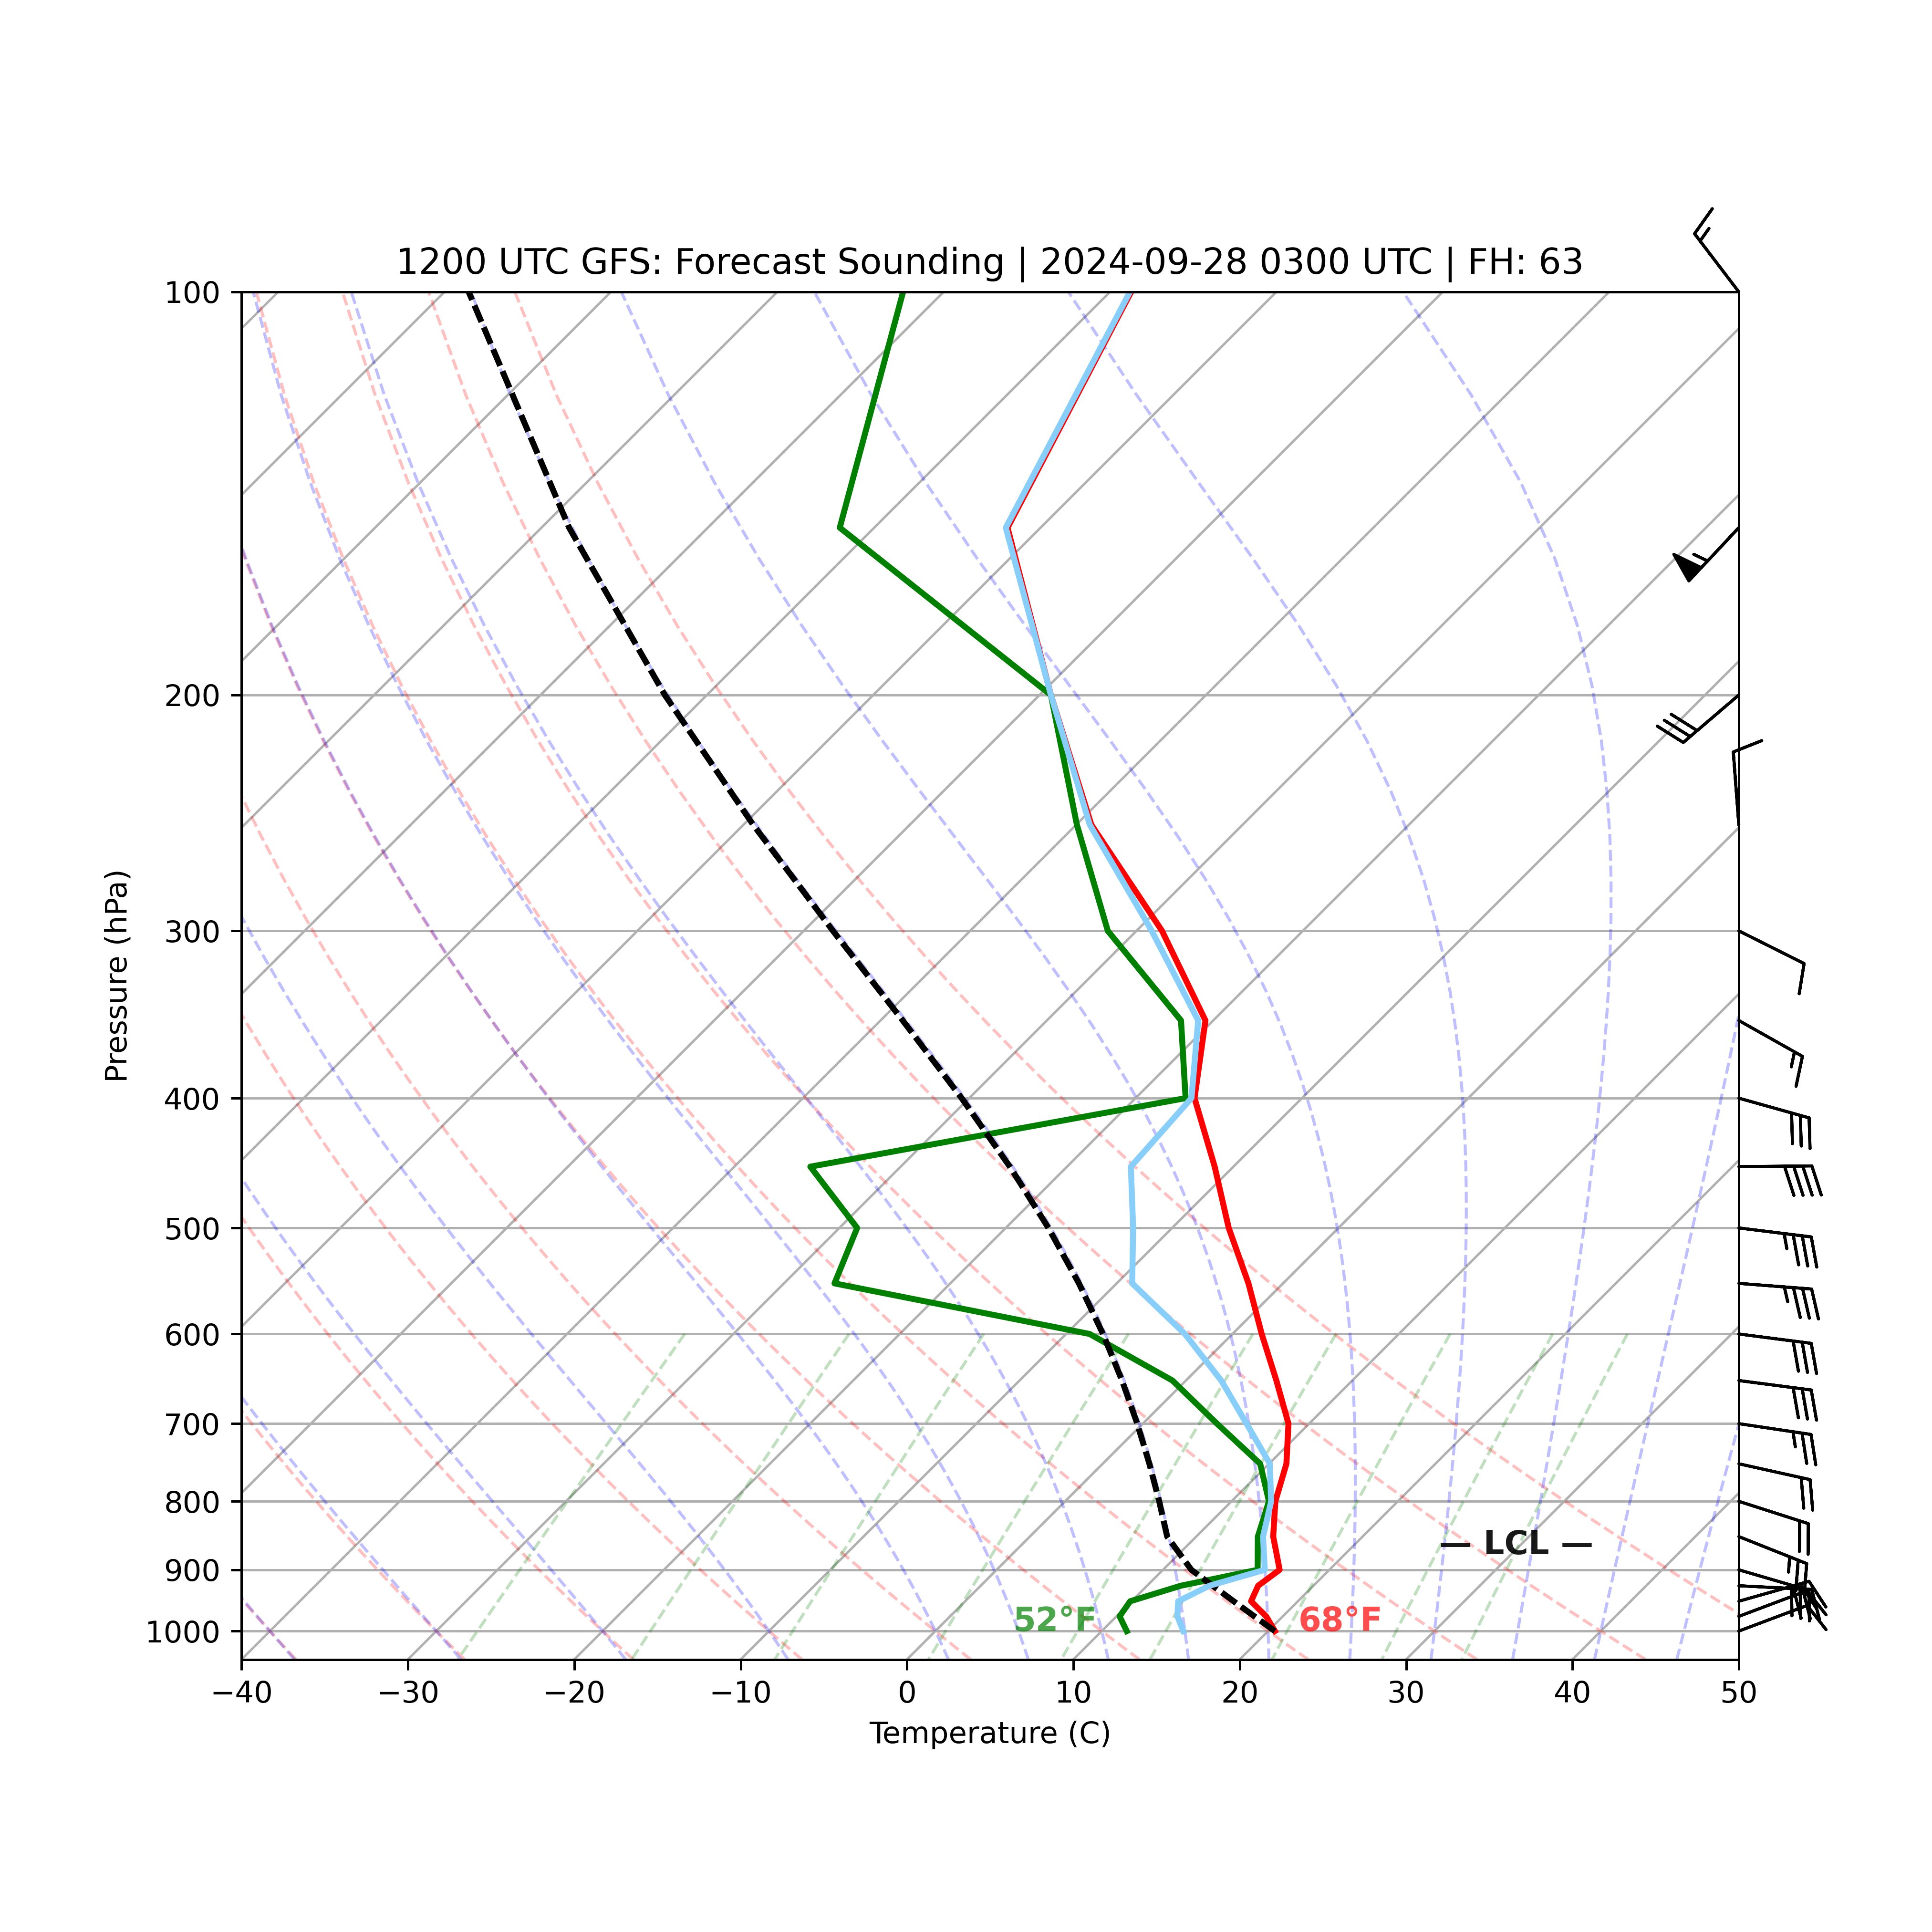 1200 UTC GFS: Forecast Sounding | 2024-09-28 0300 UTC | FH: 63
100
200
300
400
500
600
700
800
900
1000
Pressure (hPa)
— LCL —
52°F
68°F
−40 −30 −20 −10 0 10 20 30 40 50
Temperature (C)